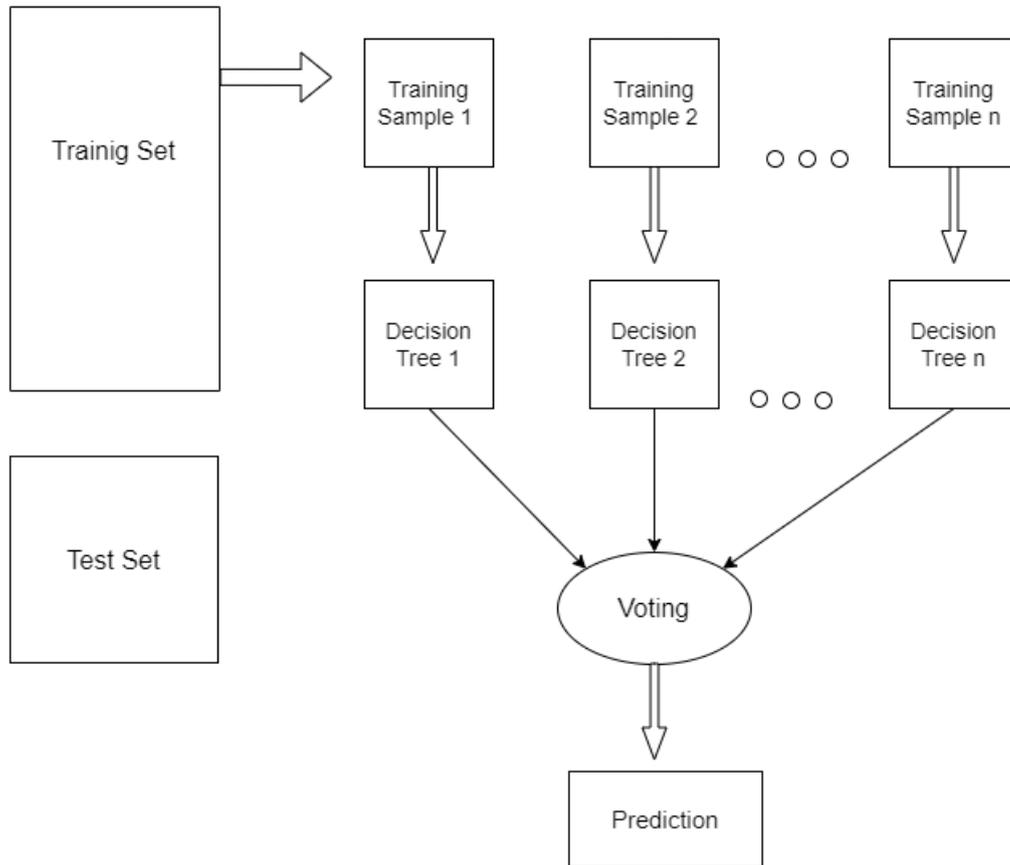 Trainig Set
Training
Sample 1
Training
Sample 2
Training
Sample n
Decision
Tree 1
Decision
Tree 2
Decision
Tree n
Test Set
Voting
Prediction